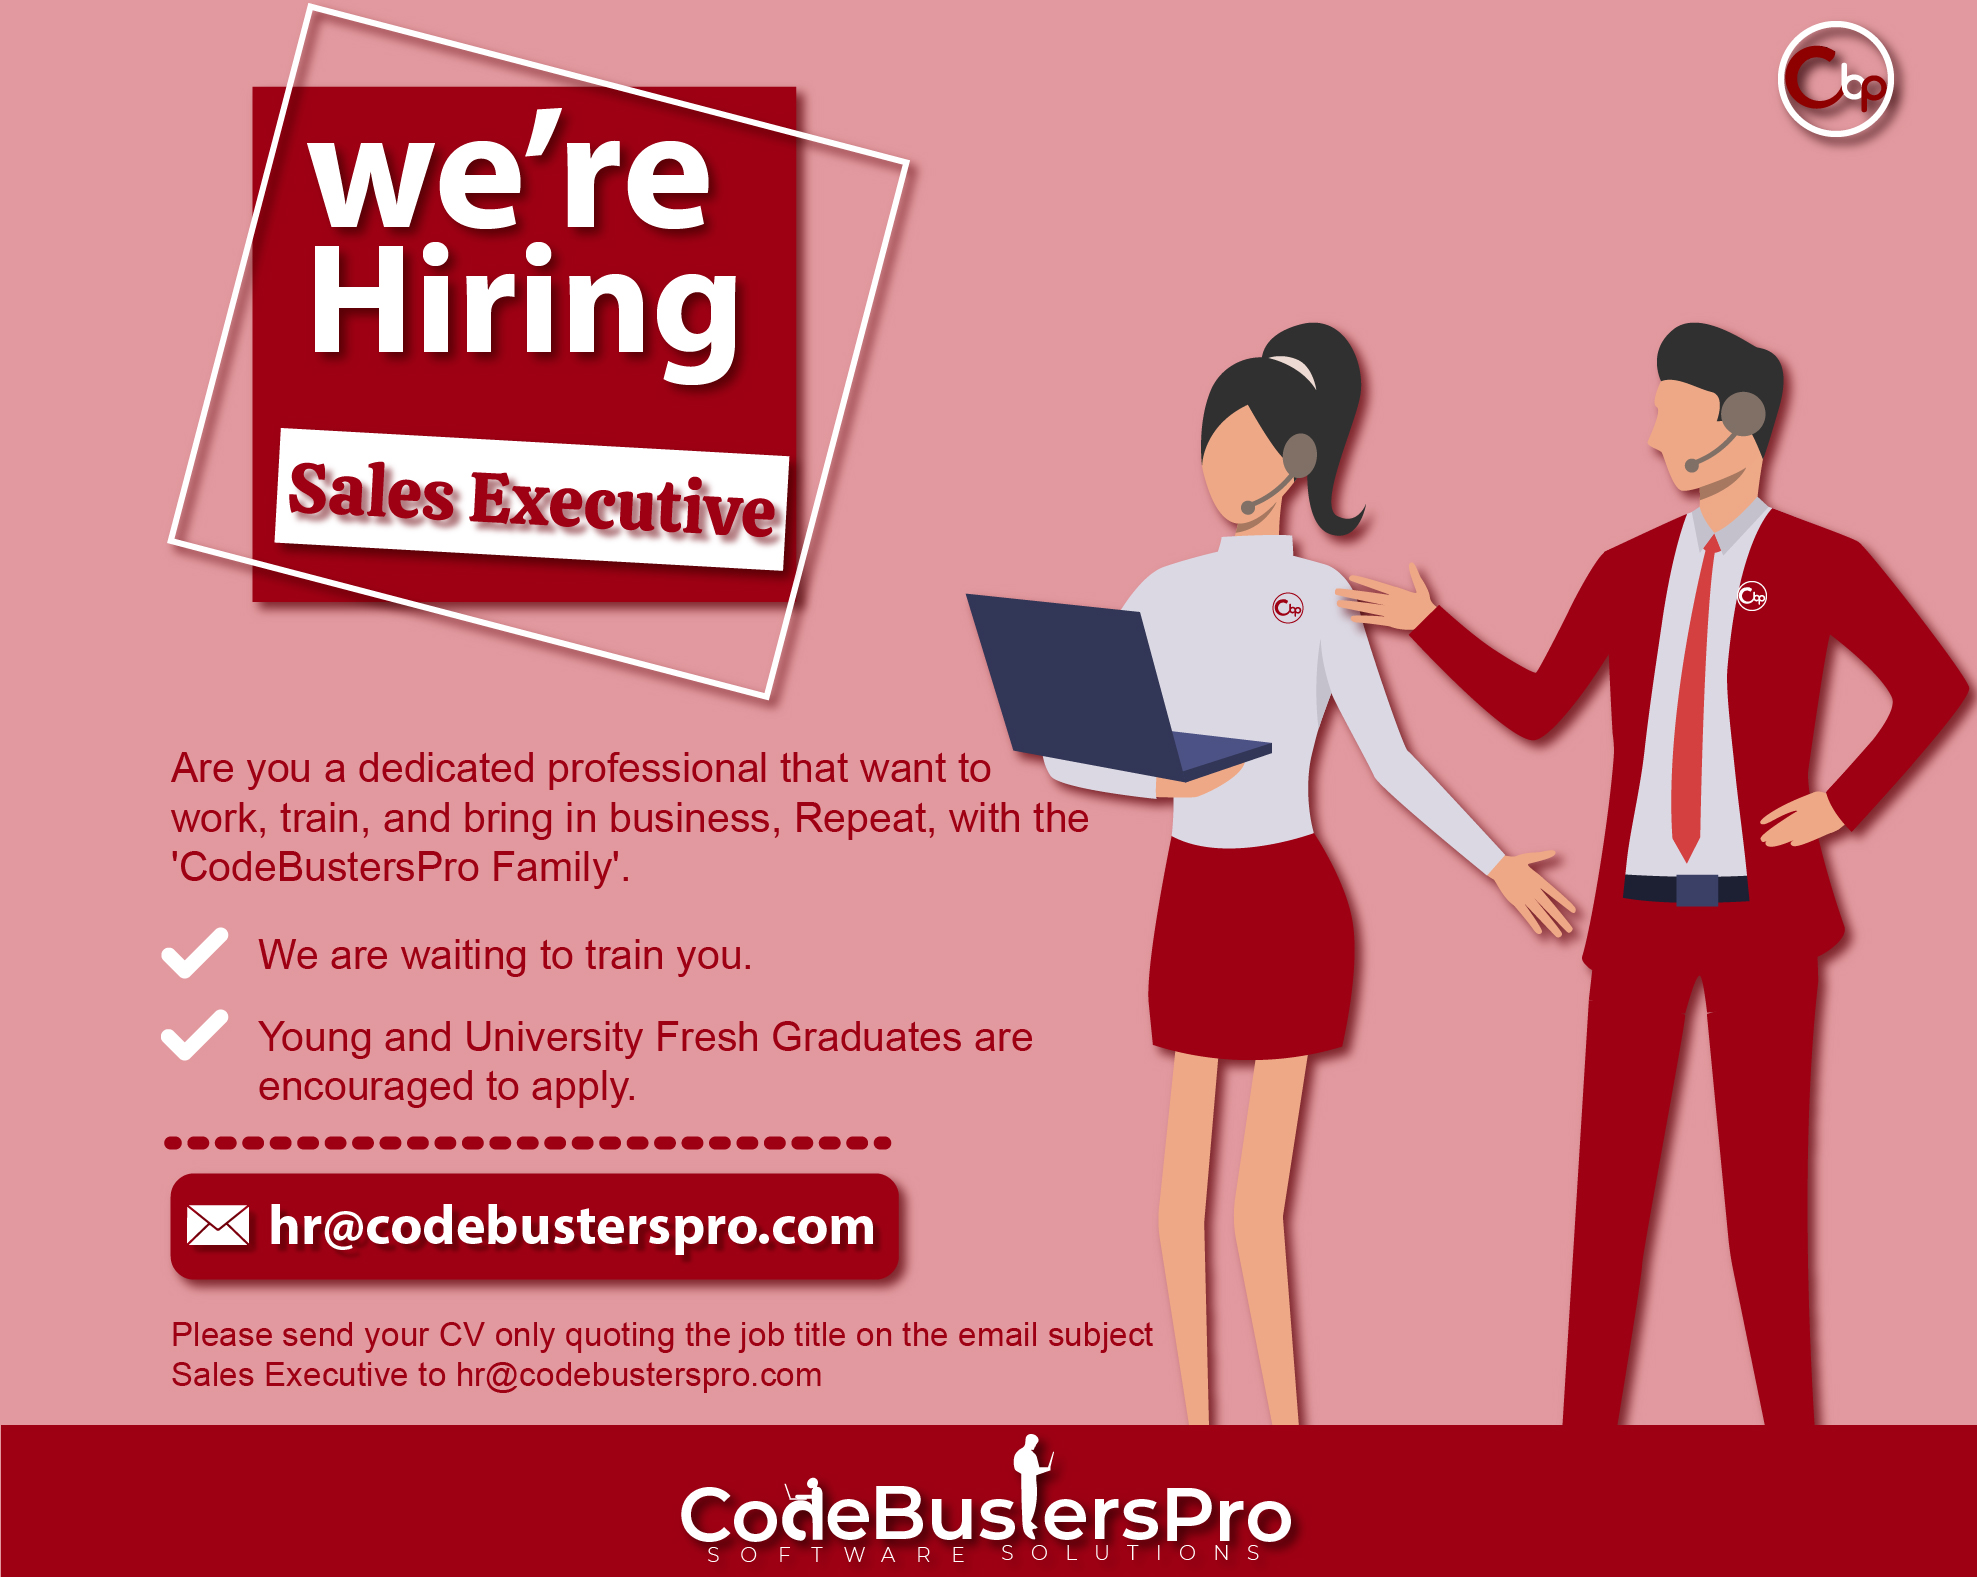 Cbp
we’re
Hiring
Sales Executive
Cbp
Cbp
Are you a dedicated professional that want to
work, train, and bring in business, Repeat, with the
'CodeBustersPro Family'.
We are waiting to train you.
Young and University Fresh Graduates are
encouraged to apply.
hr@codebusterspro.com
Please send your CV only quoting the job title on the email subject
Sales Executive to hr@codebusterspro.com
CodeBustersPro
SOFTWARE SOLUTIONS